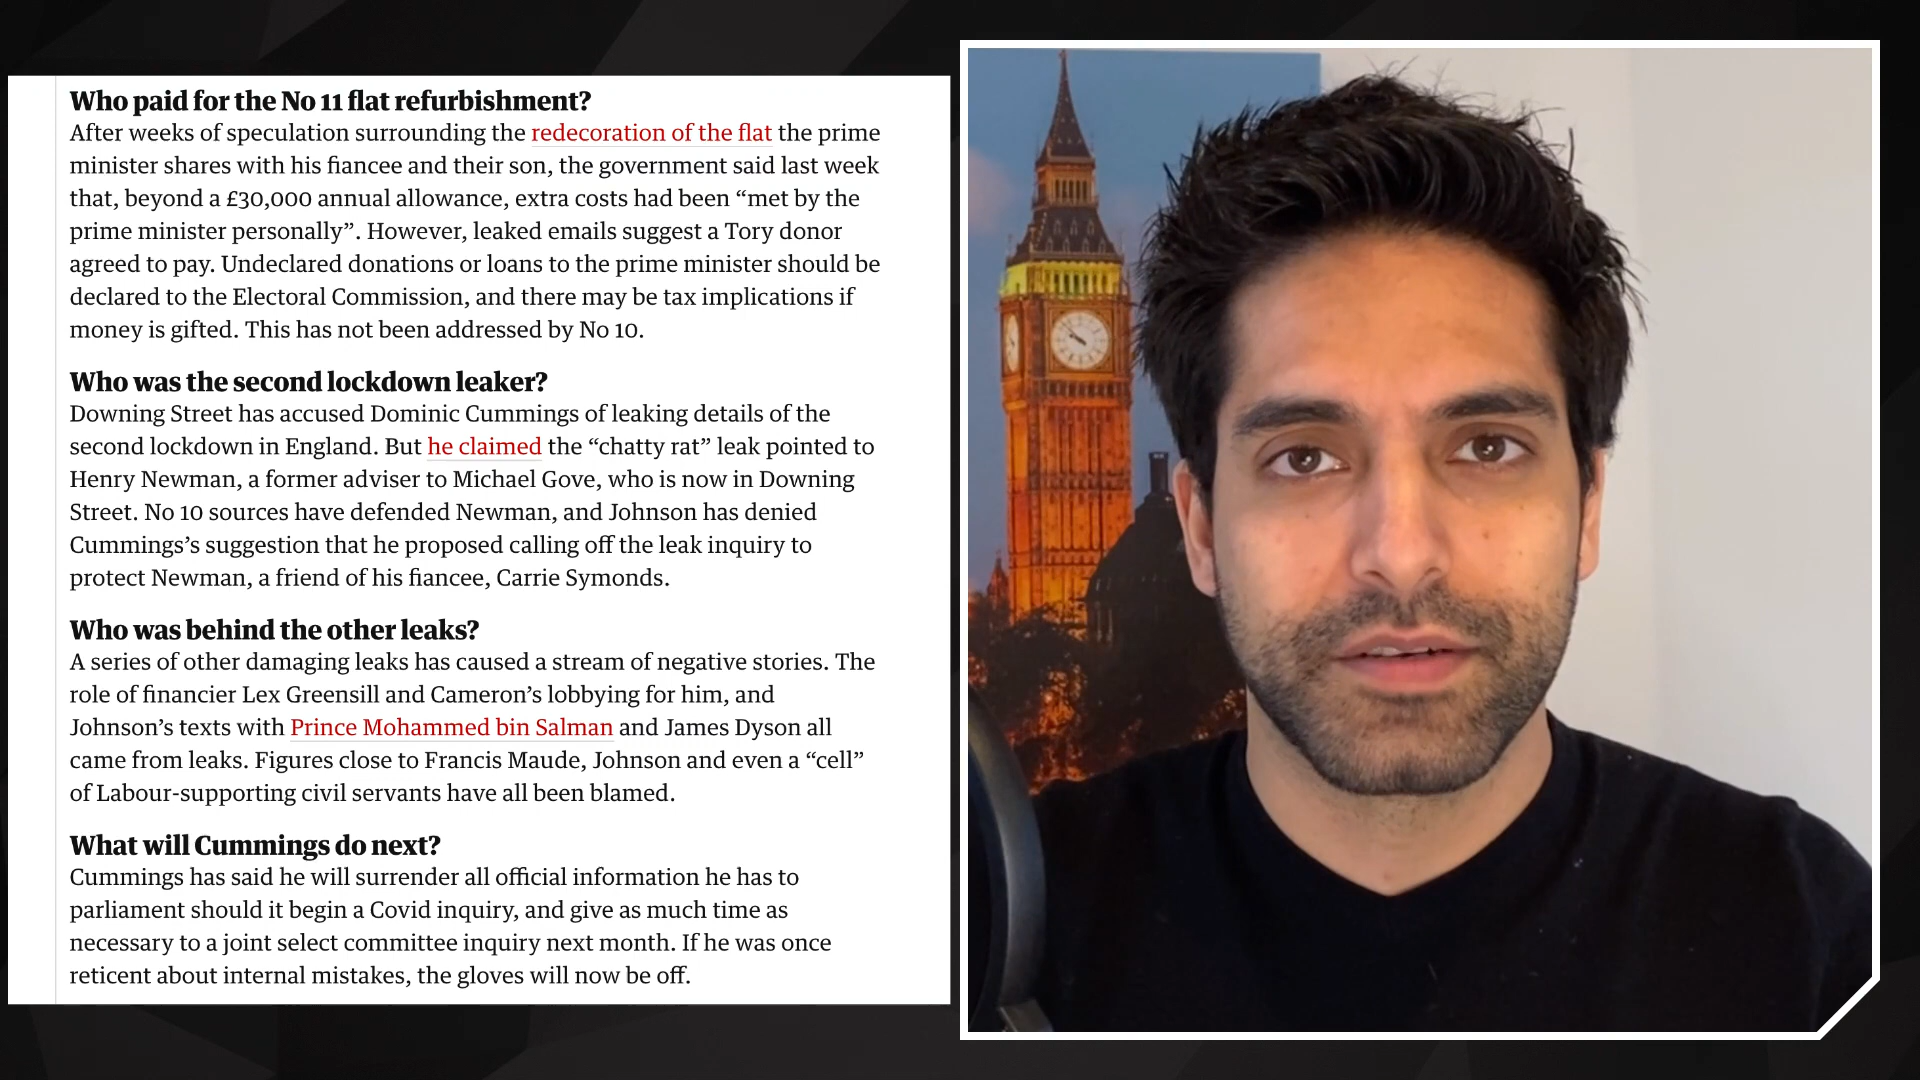 Who paid for the No 11 flat refurbishment?
After weeks of speculation surrounding the redecoration of the flat the prime
minister shares with his fiancee and their son, the government said last week
that, beyond a £30,000 annual allowance, extra costs had been “met by the
prime minister personally”. However, leaked emails suggest a Tory donor
agreed to pay. Undeclared donations or loans to the prime minister should be
declared to the Electoral Commission, and there may be tax implications if
money is gifted. This has not been addressed by No 10.
Who was the second lockdown leaker?
Downing Street has accused Dominic Cummings of leaking details of the
second lockdown in England. But he claimed the “chatty rat” leak pointed to
Henry Newman, a former adviser to Michael Gove, who is now in Downing
Street. No 10 sources have defended Newman, and Johnson has denied
Cummings’s suggestion that he proposed calling off the leak inquiry to
protect Newman, a friend of his fiancee, Carrie Symonds.
Who was behind the other leaks?
A series of other damaging leaks has caused a stream of negative stories. The
role of financier Lex Greensill and Cameron’s lobbying for him, and
Johnson’s texts with Prince Mohammed bin Salman and James Dyson all
came from leaks. Figures close to Francis Maude, Johnson and even a “cell”
of Labour-supporting civil servants have all been blamed.
What will Cummings do next?
Cummings has said he will surrender all official information he has to
parliament should it begin a Covid inquiry, and give as much time as
necessary to a joint select committee inquiry next month. If he was once
reticent about internal mistakes, the gloves will now be off.